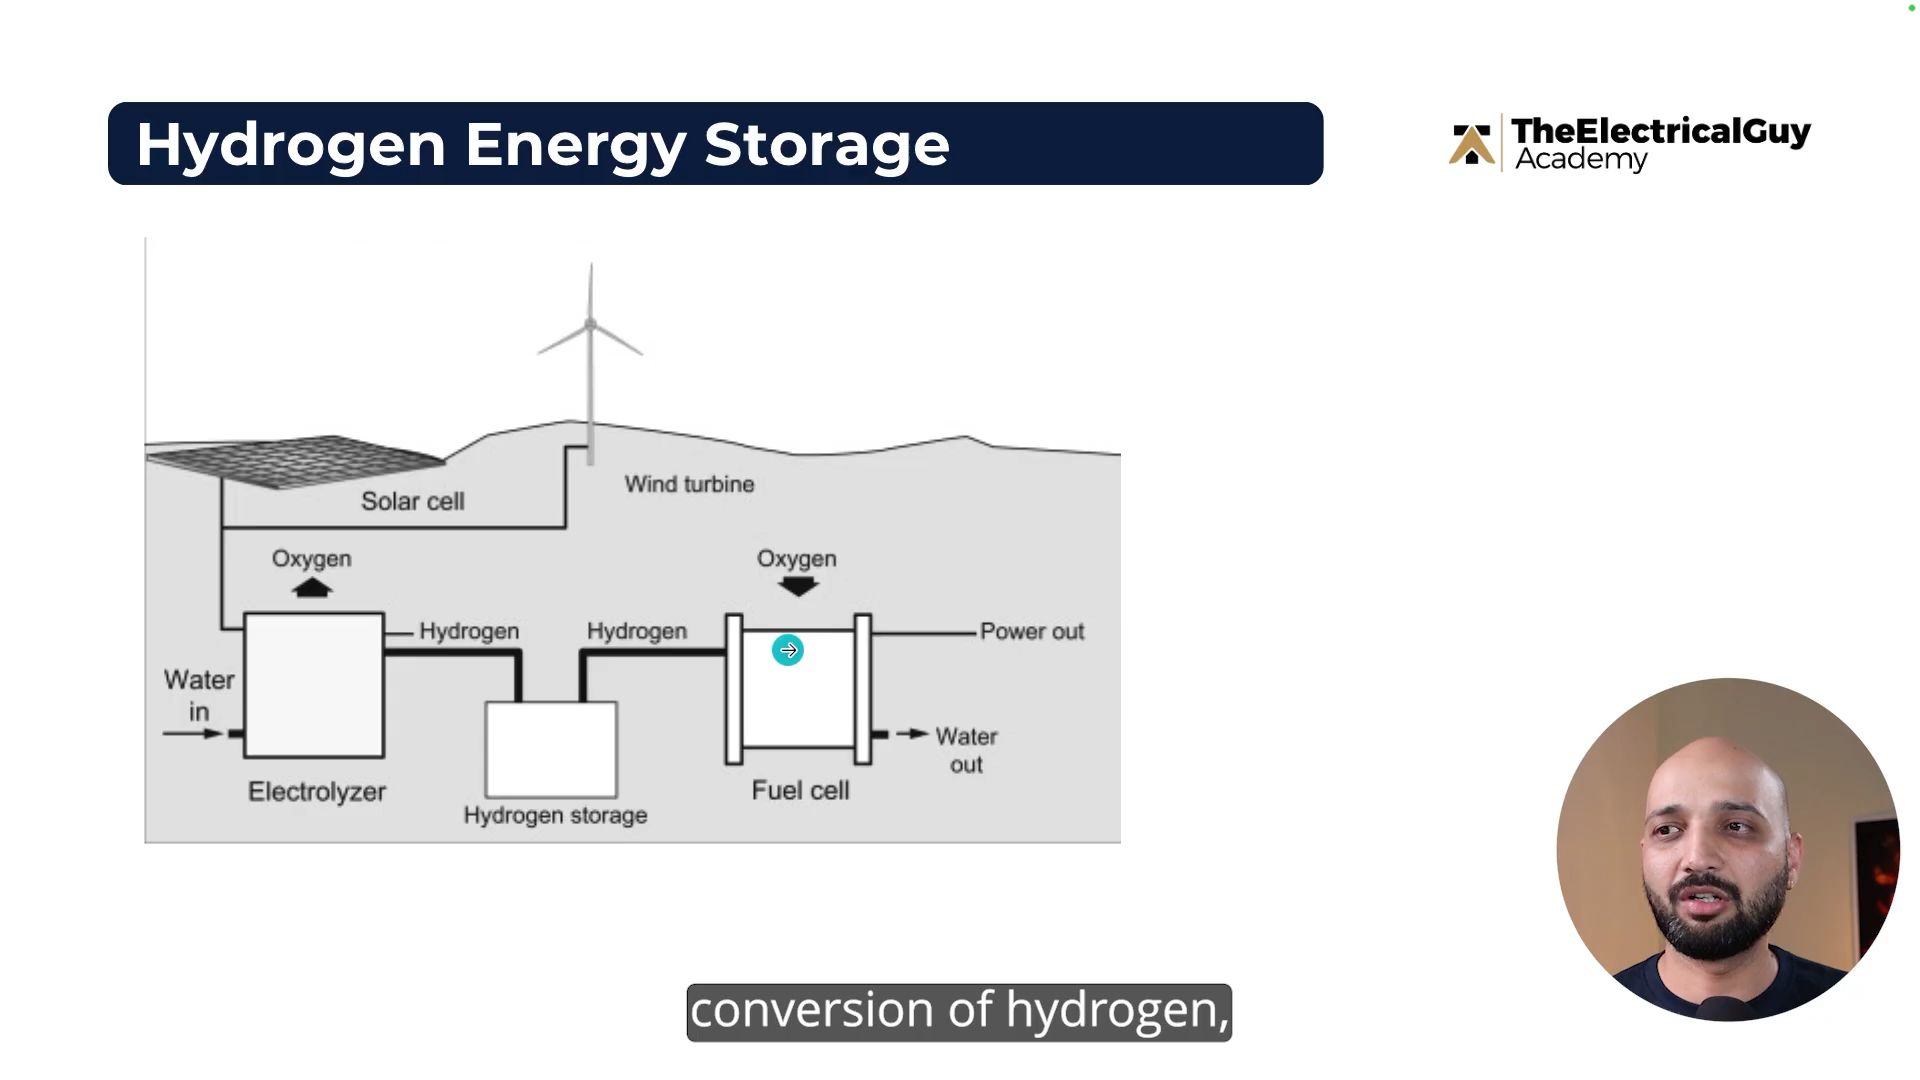 Hydrogen Energy Storage
TheElectricalGuy
Academy
Wind turbine
Solar cell
Oxygen
Oxygen
Hydrogen
Hydrogen
Power out
Water
in
Water
out
Electrolyzer
Fuel cell
Hydrogen storage
conversion of hydrogen,